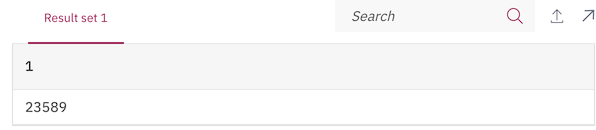 Result set 1
Search
1
23589